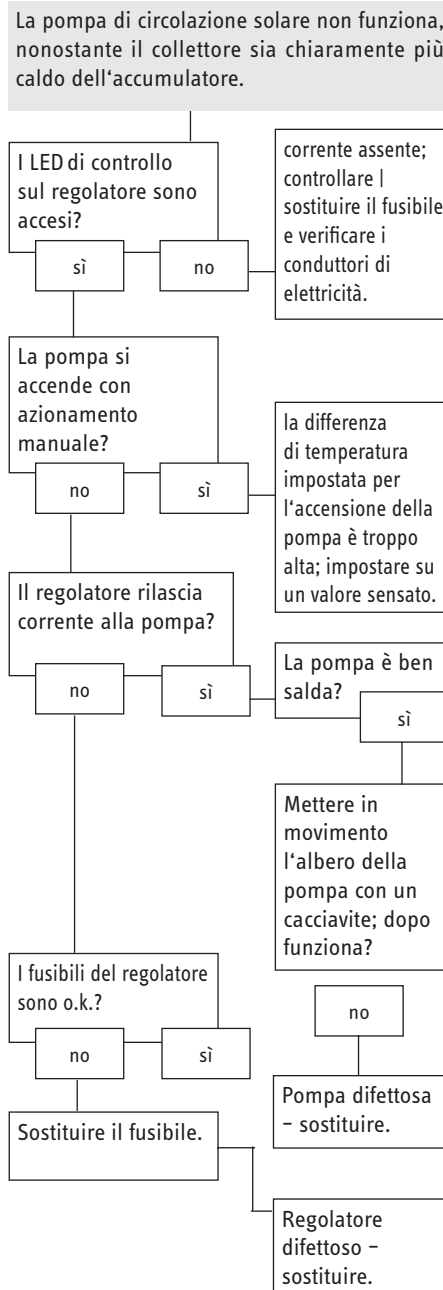 La pompa di circolazione solare non funziona,
nonostante il collettore sia chiaramente più
caldo dell‘accumulatore.
I LED di controllo
sul regolatore sono
accesi?
sì
no
corrente assente;
controllare |
sostituire il fusibile
e verificare i
conduttori di
elettricità.
La pompa si
accende con
azionamento
manuale?
no
sì
la differenza
di temperatura
impostata per
l‘accensione della
pompa è troppo
alta; impostare su
un valore sensato.
Il regolatore rilascia
corrente alla pompa?
no
sì
La pompa è ben
salda?
sì
Mettere in
movimento
l‘albero della
pompa con un
cacciavite; dopo
funziona?
no
Pompa difettosa
– sostituire.
I fusibili del regolatore
sono o.k.?
no
sì
Sostituire il fusibile.
Regolatore
difettoso –
sostituire.